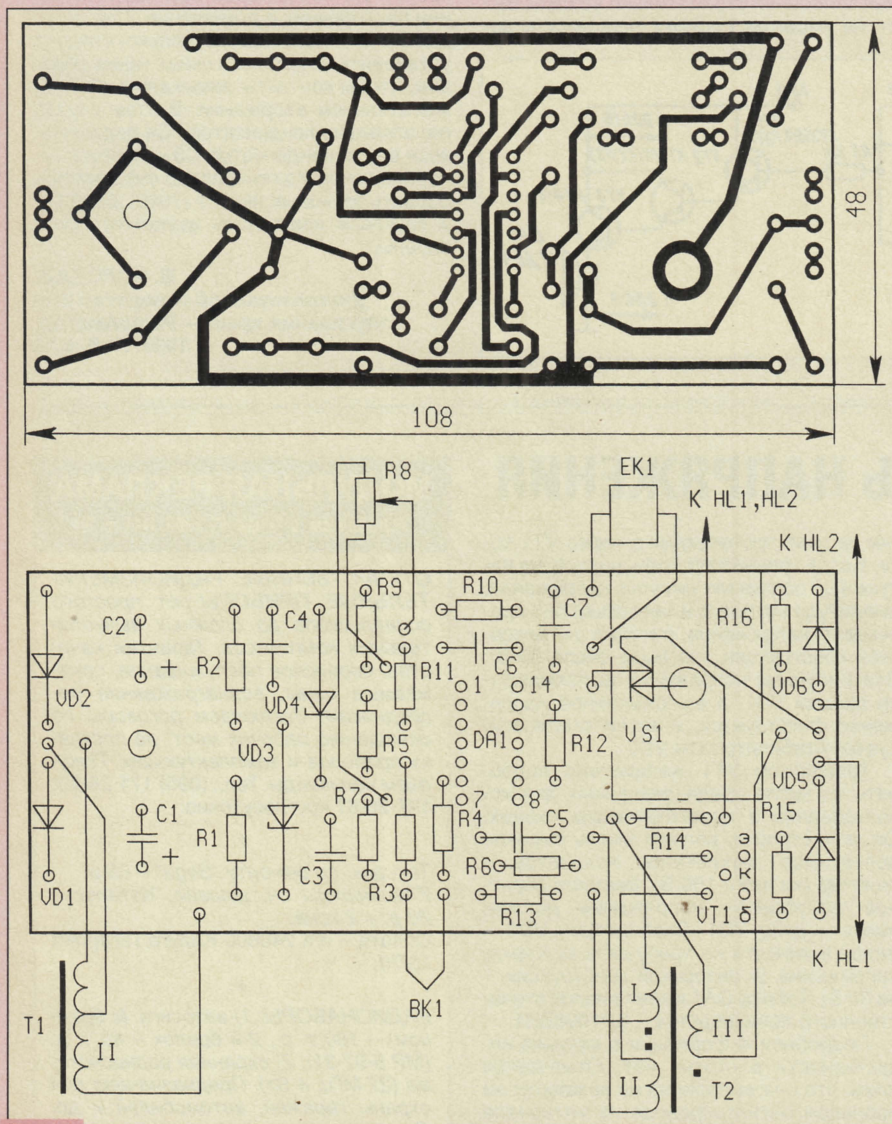 48
108
R8
EK1
К HL1,HL2
К HL2
R9
R10
C7
R16
C2
+
R2
C4
C6
VD2
VD4
R11
1
14
VD6
VD3
R5
DA1
R12
VS1
VD5
C1
+
R1
R7
7
8
R4
C5
R15
R14
Э
К
Б
C3
R6
VD1
R3
R13
VT1
К HL1
BK1
T1
II
I
III
II
T2